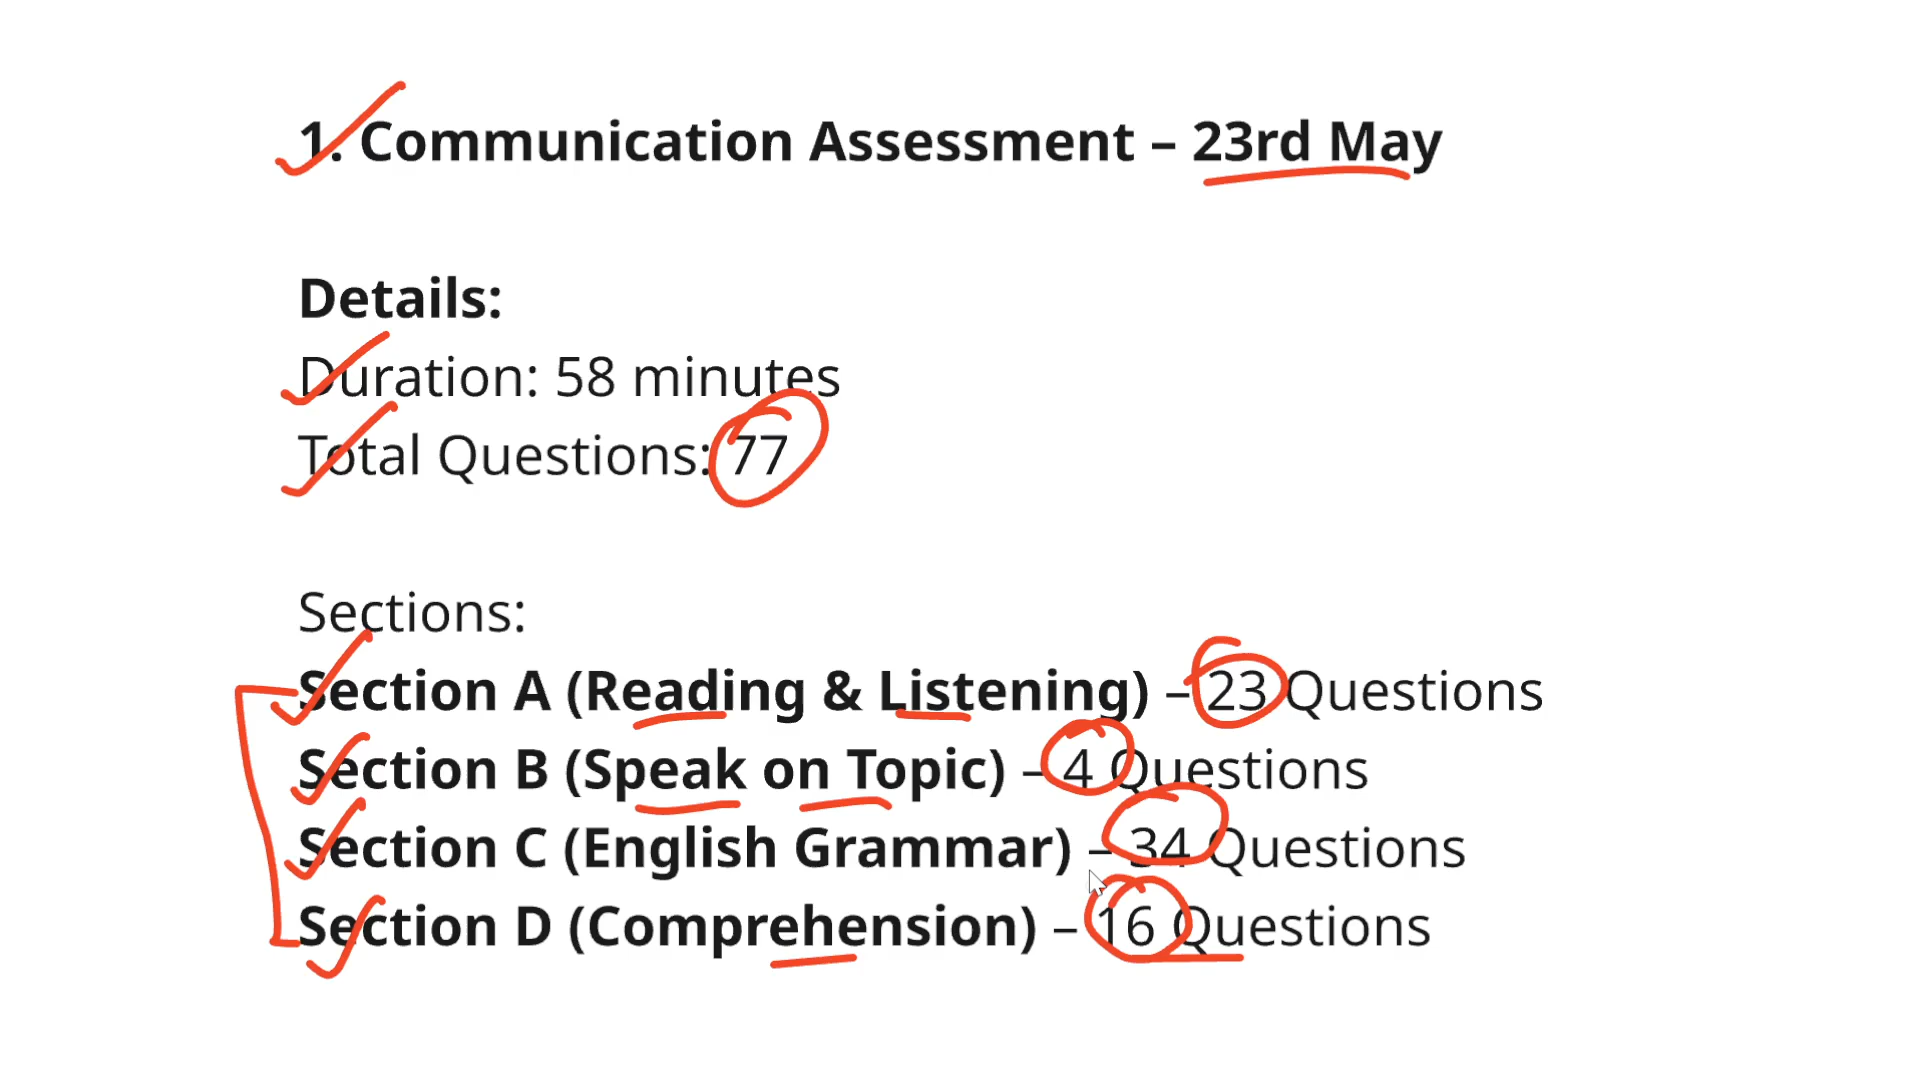 1. Communication Assessment – 23rd May
Details:
Duration: 58 minutes
Total Questions: 77
Sections:
Section A (Reading & Listening) – 23 Questions
Section B (Speak on Topic) – 4 Questions
Section C (English Grammar) – 34 Questions
Section D (Comprehension) – 16 Questions